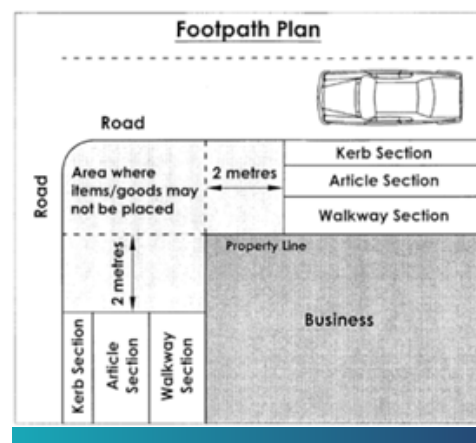 Footpath Plan
Road
Road
Area where
items/goods may
not be placed
2 metres
Kerb Section
Article Section
Walkway Section
Property Line
2 metres
Business
Kerb Section
Article
Section
Walkway
Section